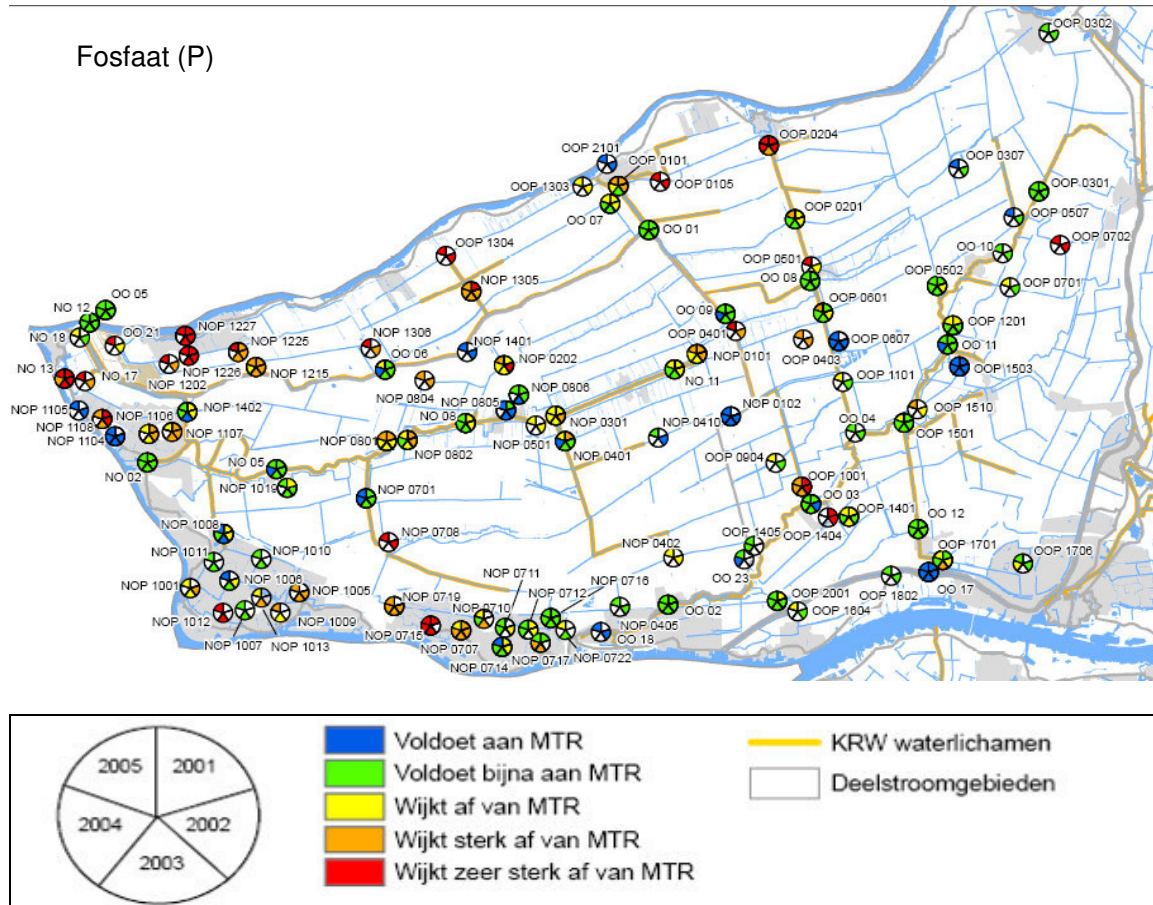 Fosfaat (P)
OOP 0302
OOP 0204
OOP 2101
OOP 0101
OOP 0307
OOP 1303
OOP 0105
OOP 0301
OO 07
OOP 0201
OOP 0507
OO 01
OOP 0702
OOP 1304
OO 10
OOP 0501
OO 08
OOP 0502
OOP 0701
NOP 1305
OO 05
NO 12
OO 09
OOP 0601
OOP 1201
NO 18
OO 21
NOP 1227
NOP 1225
NOP 1306
NOP 1401
OOP 0401
OOP 0403
OOP 0607
OO 11
OO 06
NOP 0202
NOP 0101
NO 13
NO 17
NOP 1202
NOP 1226
NOP 1215
NO 11
OOP 1503
NOP 0804
NOP 0806
OOP 1101
NOP 1105
NOP 1106
NOP 1402
NOP 0805
NOP 0102
OOP 1510
NOP 1108
NOP 1104
NOP 1107
NO 08
NOP 0301
NOP 0410
OO 04
OOP 1501
NOP 0801
NOP 0802
NOP 0501
NOP 0401
NO 02
NO 05
OOP 0904
NOP 1019
NOP 0701
OOP 1001
OO 03
OOP 1401
NOP 1008
OOP 1404
OO 12
NOP 0708
OOP 1405
NOP 1011
NOP 1010
NOP 0402
OOP 1701
OOP 1706
OO 23
NOP 1001
NOP 1006
NOP 1005
NOP 0711
NOP 0716
OO 17
OOP 1802
NOP 0719
NOP 0710
NOP 0712
OO 02
OOP 2001
NOP 1012
NOP 1009
OOP 1604
NOP 0715
NOP 0405
NOP 1007
NOP 1013
NOP 0707
OO 18
NOP 0714
NOP 0717
NOP 0722
2005
2001
2004
2002
2003
Voldoet aan MTR
Voldoet bijna aan MTR
Wijkt af van MTR
Wijkt sterk af van MTR
Wijkt zeer sterk af van MTR
KRW waterlichamen
Deelstroomgebieden